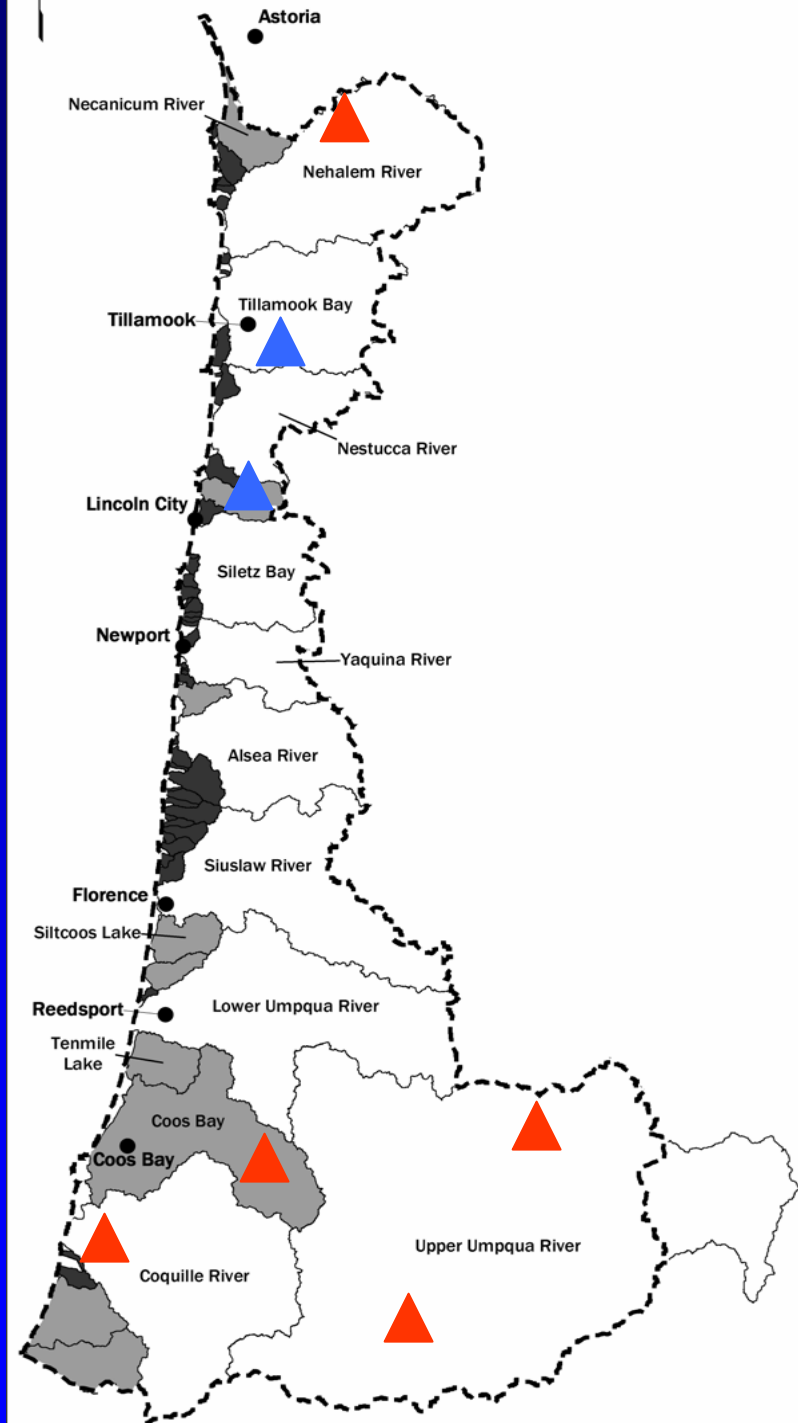 Astoria
Necanicum River
Nehalem River
Tillamook Bay
Tillamook
Nestucca River
Lincoln City
Siletz Bay
Newport
Yaquina River
Alsea River
Siuslaw River
Florence
Siltcoos Lake
Lower Umpqua River
Reedsport
Tenmile
Lake
Coos Bay
Coos Bay
Upper Umpqua River
Coquille River